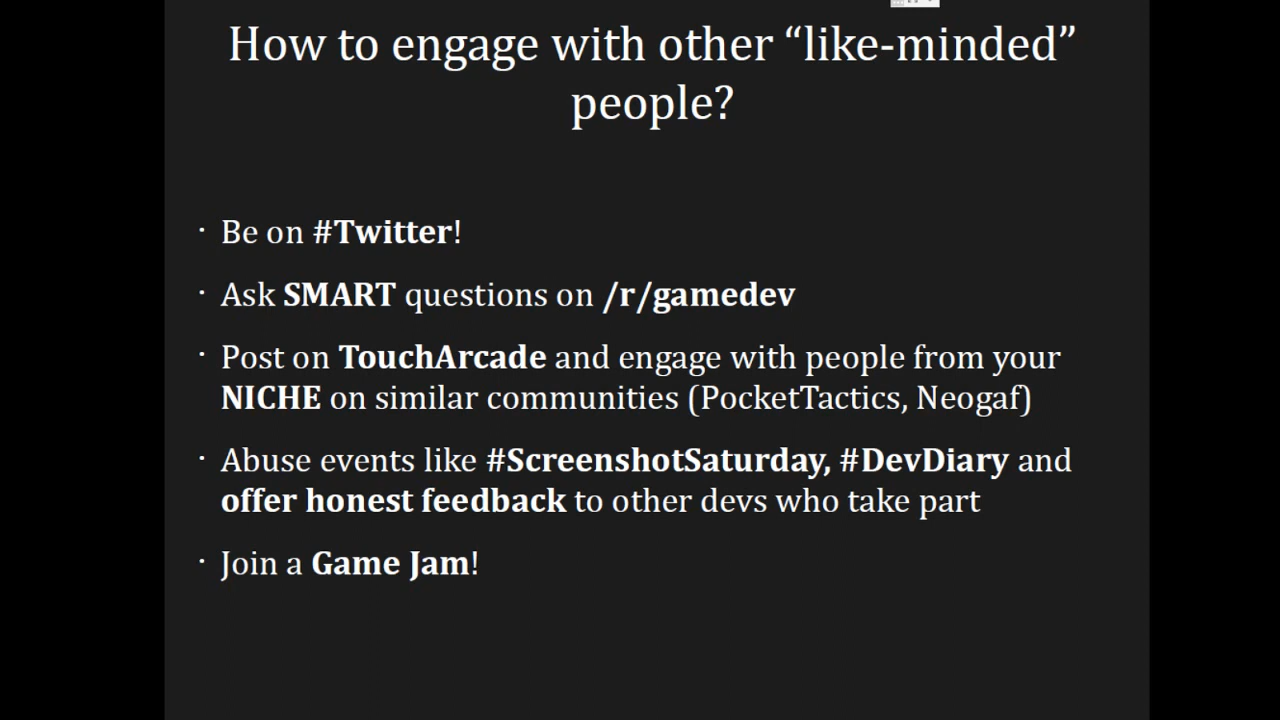 How to engage with other “like-minded”
people?
· Be on #Twitter!
· Ask SMART questions on /r/gamedev
· Post on TouchArcade and engage with people from your
NICHE on similar communities (PocketTactics, Neogaf)
· Abuse events like #ScreenshotSaturday, #DevDiary and
offer honest feedback to other devs who take part
· Join a Game Jam!